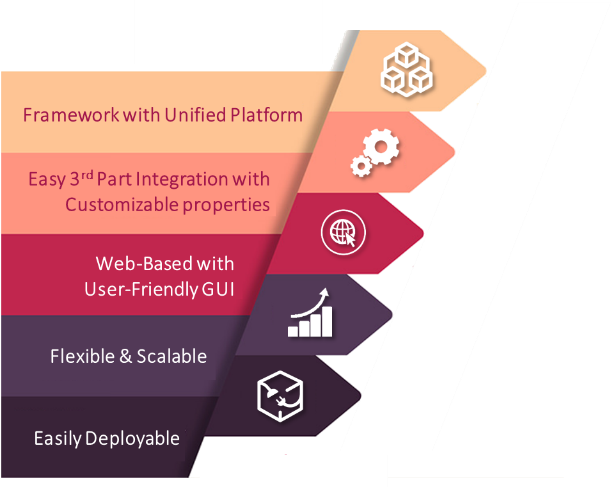 Framework with Unified Platform
Easy 3rd Part Integration with
Customizable properties
Web-Based with
User-Friendly GUI
Flexible & Scalable
Easily Deployable